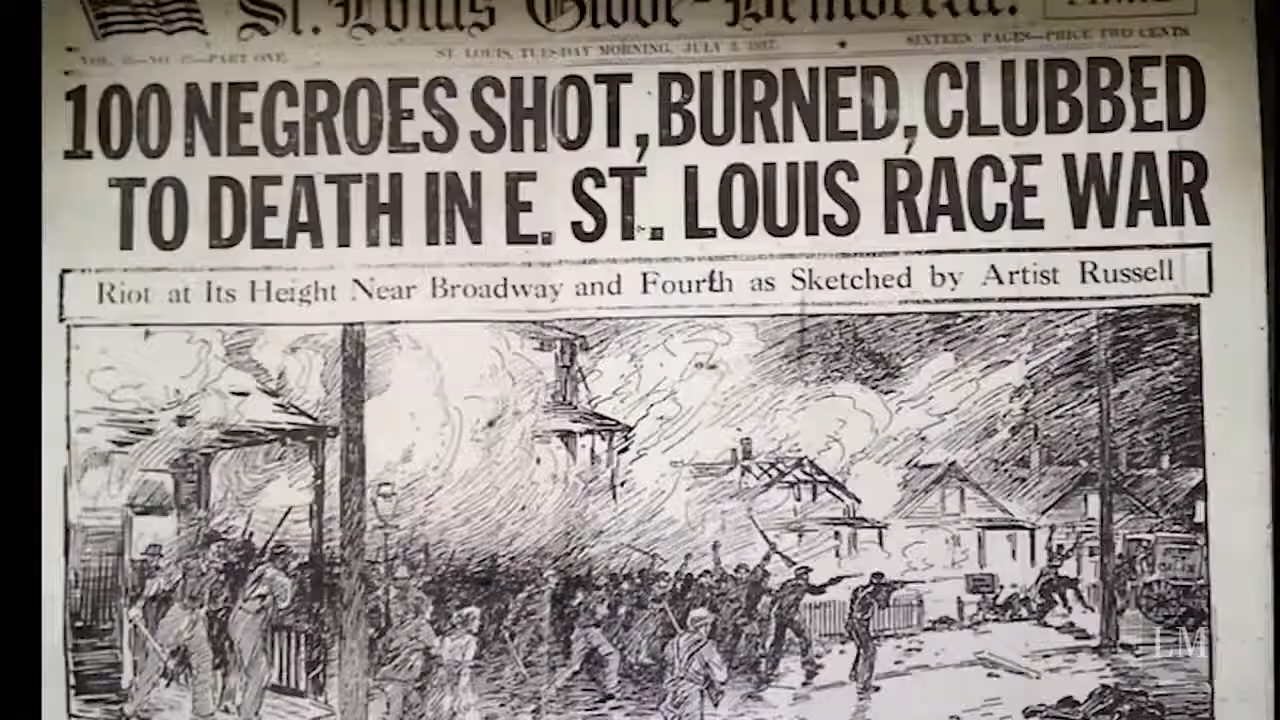 St. Louis Globe-Democrat.
ST. LOUIS, TUESDAY MORNING, JULY 3, 1917.
SIXTEEN PAGES—PRICE TWO CENTS
100 NEGROES SHOT, BURNED, CLUBBED
TO DEATH IN E. ST. LOUIS RACE WAR
Riot at Its Height Near Broadway and Fourth as Sketched by Artist Russell
LM